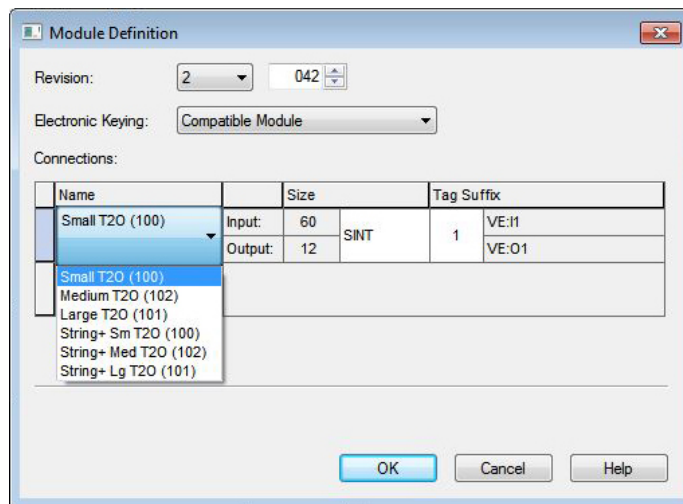 Module Definition
Revision: 2 042
Electronic Keying: Compatible Module
Connections:
Name Size Tag Suffix
Small T2O (100) Input: 60 SINT 1 VE:I1
Output: 12 VE:O1
Small T2O (100)
Medium T2O (102)
Large T2O (101)
String+ Sm T2O (100)
String+ Med T2O (102)
String+ Lg T2O (101)
OK Cancel Help